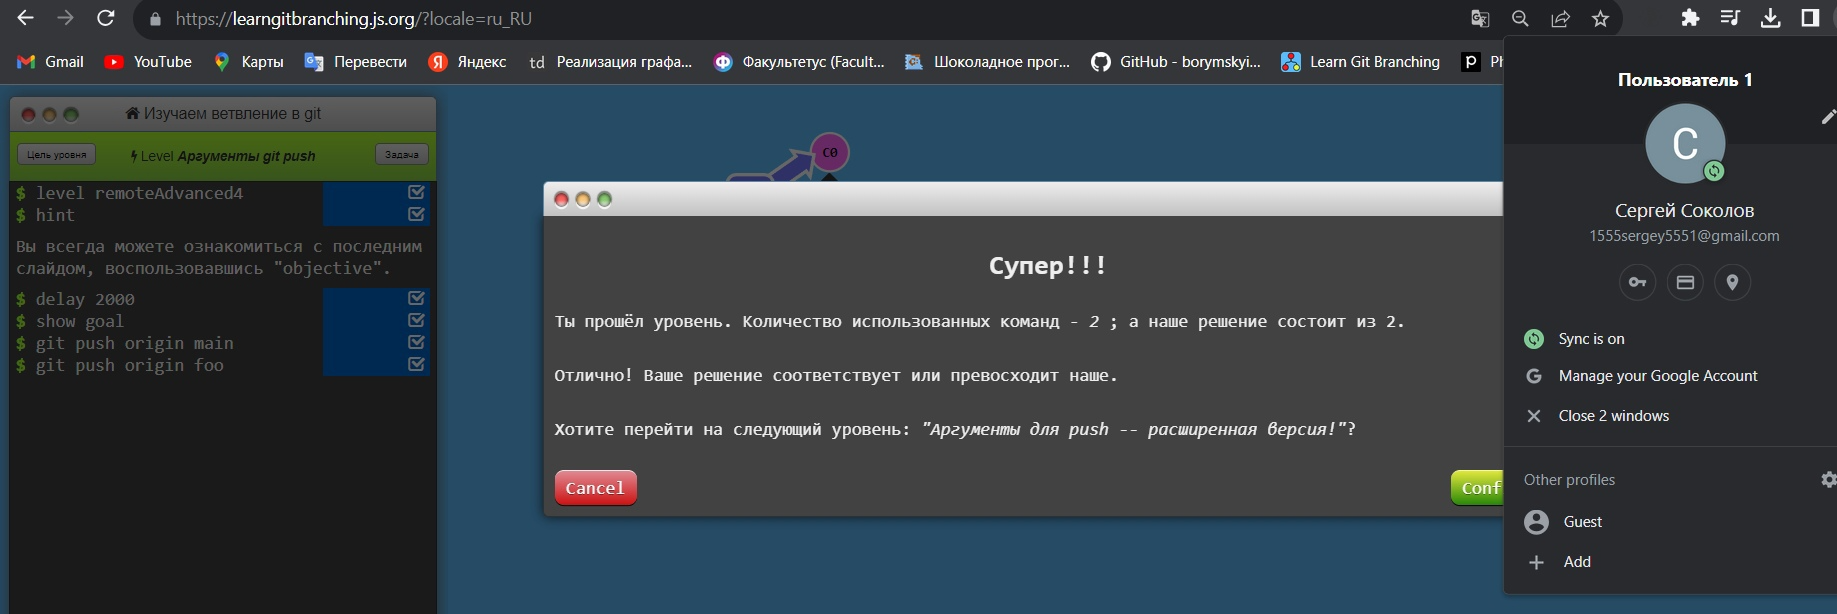 https://learngitbranching.js.org/?locale=ru_RU
Gmail YouTube Карты Перевести Яндекс td Реализация графа... Факультетус (Facult... Шоколадное прог... GitHub - borymskyi... Learn Git Branching Ph
Изучаем ветвление в git
Цель уровня Level Аргументы git push Задача
$ level remoteAdvanced4
$ hint
Вы всегда можете ознакомиться с последним
слайдом, воспользовавшись "objective".
$ delay 2000
$ show goal
$ git push origin main
$ git push origin foo
C0
Супер!!!
Ты прошёл уровень. Количество использованных команд - 2 ; а наше решение состоит из 2.
Отлично! Ваше решение соответствует или превосходит наше.
Хотите перейти на следующий уровень: "Аргументы для push -- расширенная версия!"?
Cancel Conf
Пользователь 1
C
Сергей Соколов
1555sergey5551@gmail.com
Sync is on
Manage your Google Account
Close 2 windows
Other profiles
Guest
Add